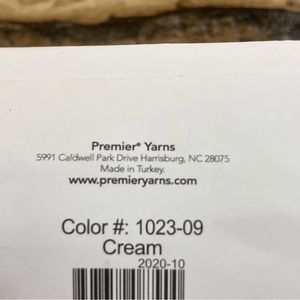 Premier® Yarns
5991 Caldwell Park Drive Harrisburg, NC 28075
Made in Turkey.
www.premieryarns.com
Color #: 1023-09
Cream
2020-10